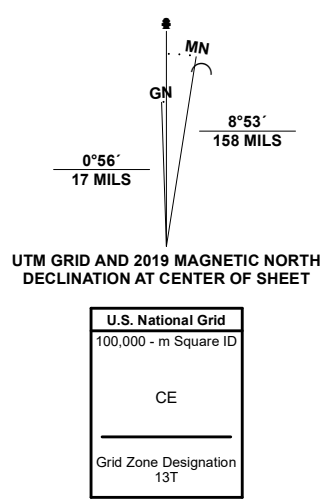 MN
GN
8°53´
158 MILS
0°56´
17 MILS
UTM GRID AND 2019 MAGNETIC NORTH
DECLINATION AT CENTER OF SHEET
U.S. National Grid
100,000 - m Square ID
CE
Grid Zone Designation
13T